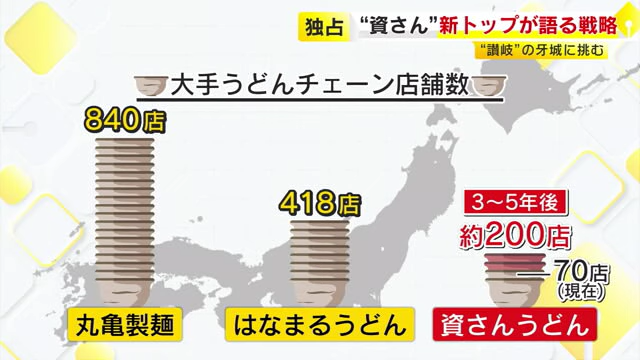 独占
“資さん”新トップが語る戦略
“讃岐”の牙城に挑む
大手うどんチェーン店舗数
840店
418店
3〜5年後
約200店
70店
(現在)
丸亀製麺
はなまるうどん
資さんうどん